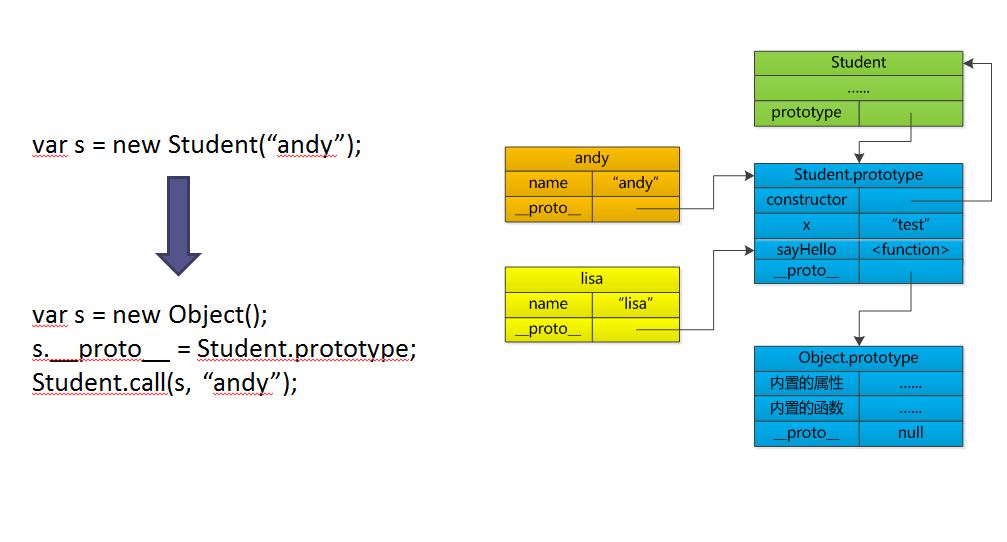 var s = new Student(“andy”);
var s = new Object();
s.__proto__ = Student.prototype;
Student.call(s, “andy”);
andy
name “andy”
__proto__
lisa
name “lisa”
__proto__
Student
......
prototype
Student.prototype
constructor
x “test”
sayHello <function>
__proto__
Object.prototype
内置的属性 ......
内置的函数 ......
__proto__ null